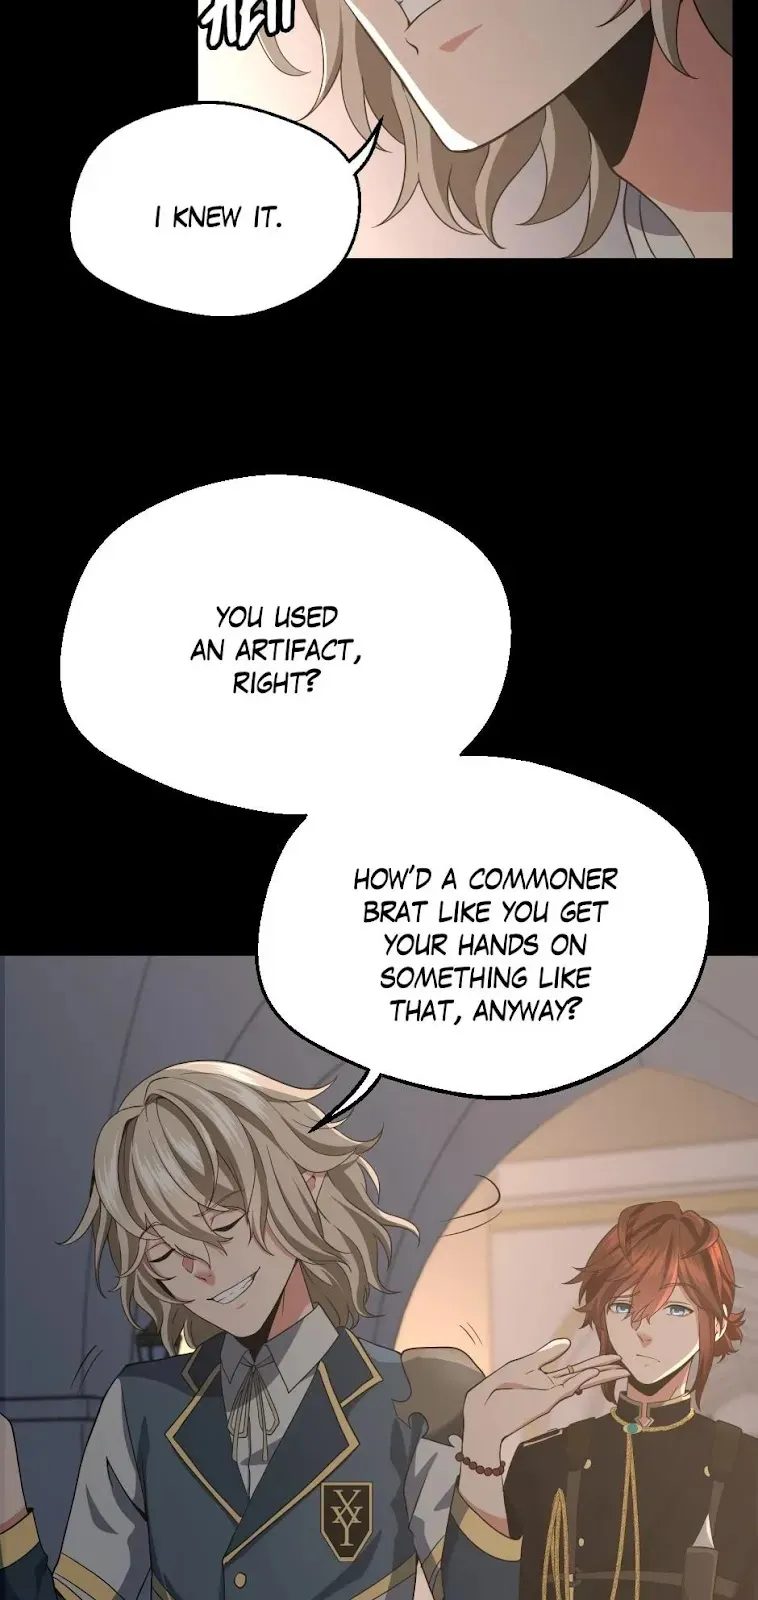 HEH
I KNEW IT.
YOU USED
AN ARTIFACT,
RIGHT?
HOW'D A COMMONER
BRAT LIKE YOU GET
YOUR HANDS ON
SOMETHING LIKE
THAT, ANYWAY?